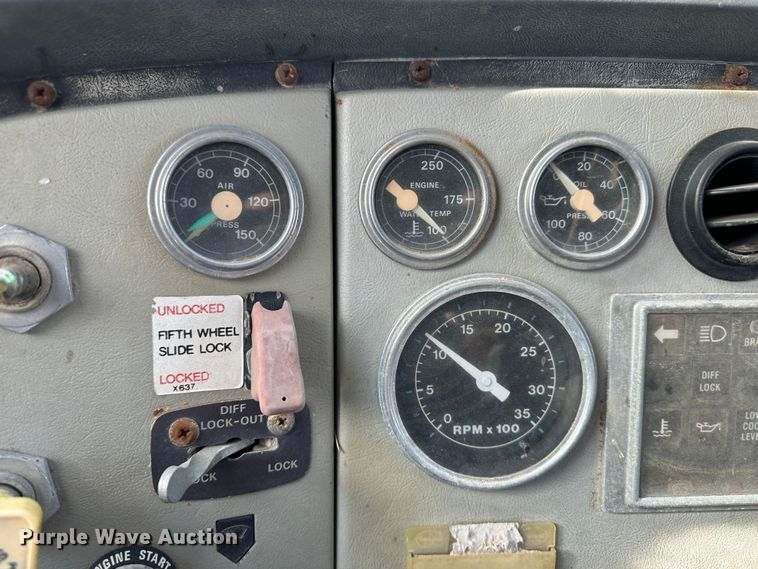 60 90
AIR
30 120
PRESS
150
250
ENGINE
175
WATER TEMP
100
20
OIL
40
PRESS
60
100
80
UNLOCKED
FIFTH WHEEL
SLIDE LOCK
LOCKED
X637
15 20
10 25
5 30
0 35
RPM x 100
DIFF
LOCK
DIFF
LOCK-OUT
LOCK
ENGINE START
Purple Wave Auction